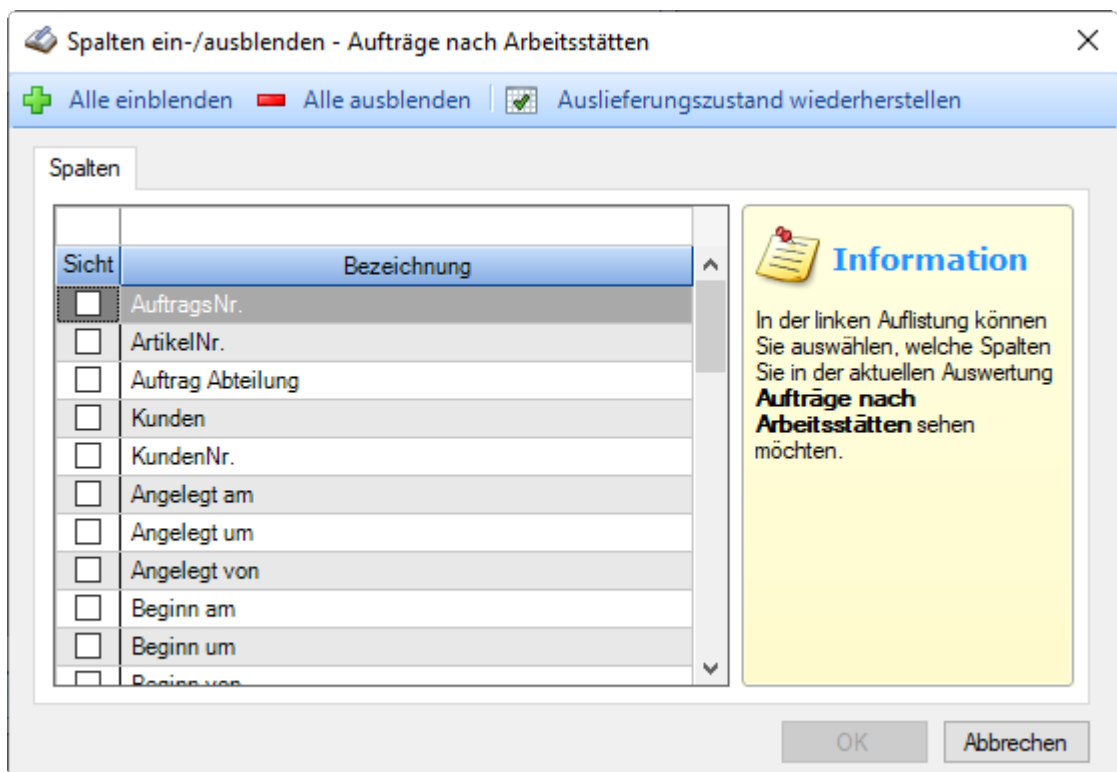 Spalten ein-/ausblenden - Aufträge nach Arbeitsstätten
Alle einblenden Alle ausblenden Auslieferungszustand wiederherstellen
Spalten
Sicht Bezeichnung
AuftragsNr.
ArtikelNr.
Auftrag Abteilung
Kunden
KundenNr.
Angelegt am
Angelegt um
Angelegt von
Beginn am
Beginn um
Beginn von
Information
In der linken Auflistung können
Sie auswählen, welche Spalten
Sie in der aktuellen Auswertung
Aufträge nach
Arbeitsstätten sehen
möchten.
OK Abbrechen